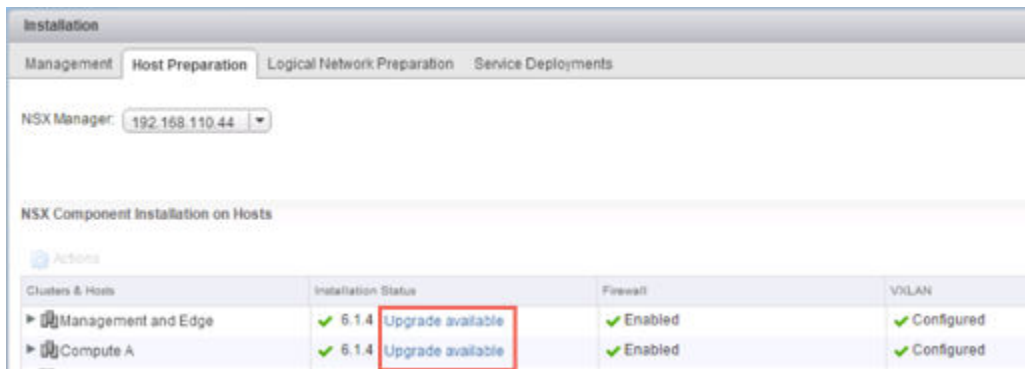 Installation
Management Host Preparation Logical Network Preparation Service Deployments
NSX Manager: 192.168.110.44
NSX Component Installation on Hosts
Actions
Clusters & Hosts Installation Status Firewall VXLAN
Management and Edge 6.1.4 Upgrade available Enabled Configured
Compute A 6.1.4 Upgrade available Enabled Configured